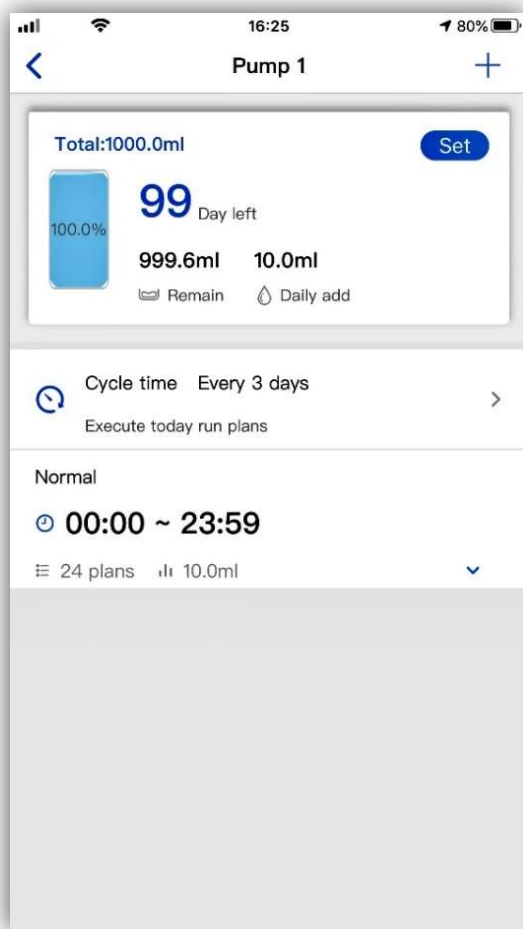 16:25
80%
Pump 1
Total:1000.0ml
Set
100.0%
99 Day left
999.6ml 10.0ml
Remain Daily add
Cycle time Every 3 days
Execute today run plans
Normal
00:00 ~ 23:59
24 plans 10.0ml